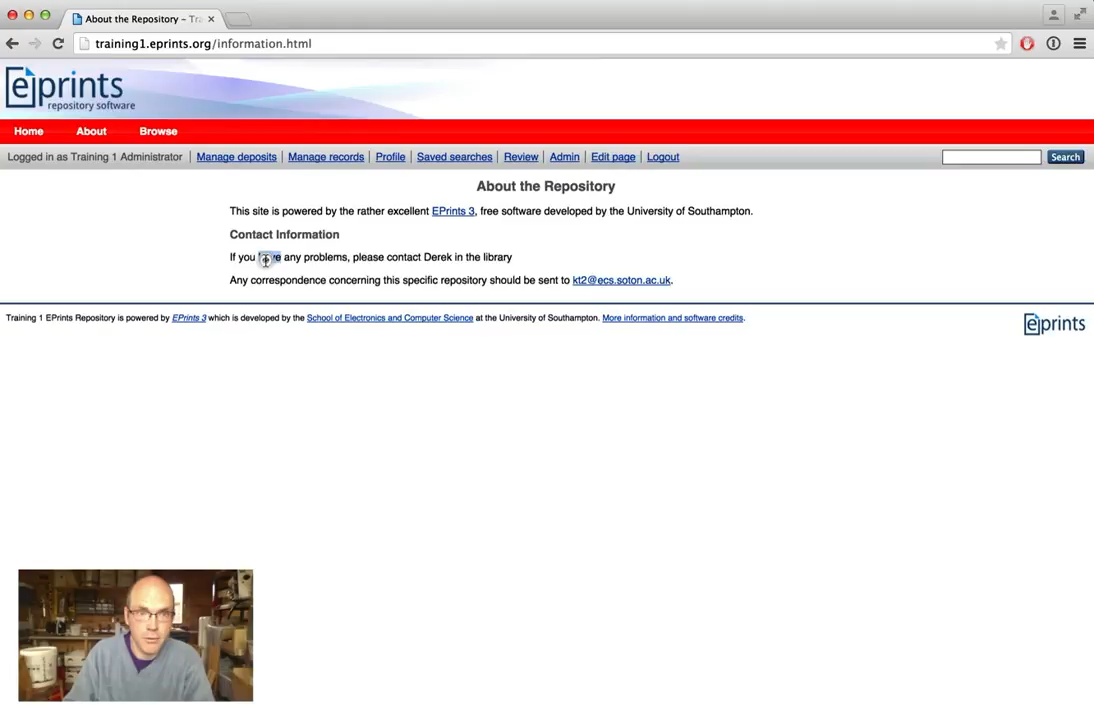 About the Repository – Tra
training1.eprints.org/information.html
eprints
repository software
Home About Browse
Logged in as Training 1 Administrator | Manage deposits | Manage records | Profile | Saved searches | Review | Admin | Edit page | Logout Search
About the Repository
This site is powered by the rather excellent EPrints 3, free software developed by the University of Southampton.
Contact Information
If you have any problems, please contact Derek in the library
Any correspondence concerning this specific repository should be sent to kt2@ecs.soton.ac.uk.
Training 1 EPrints Repository is powered by EPrints 3 which is developed by the School of Electronics and Computer Science at the University of Southampton. More information and software credits.
eprints